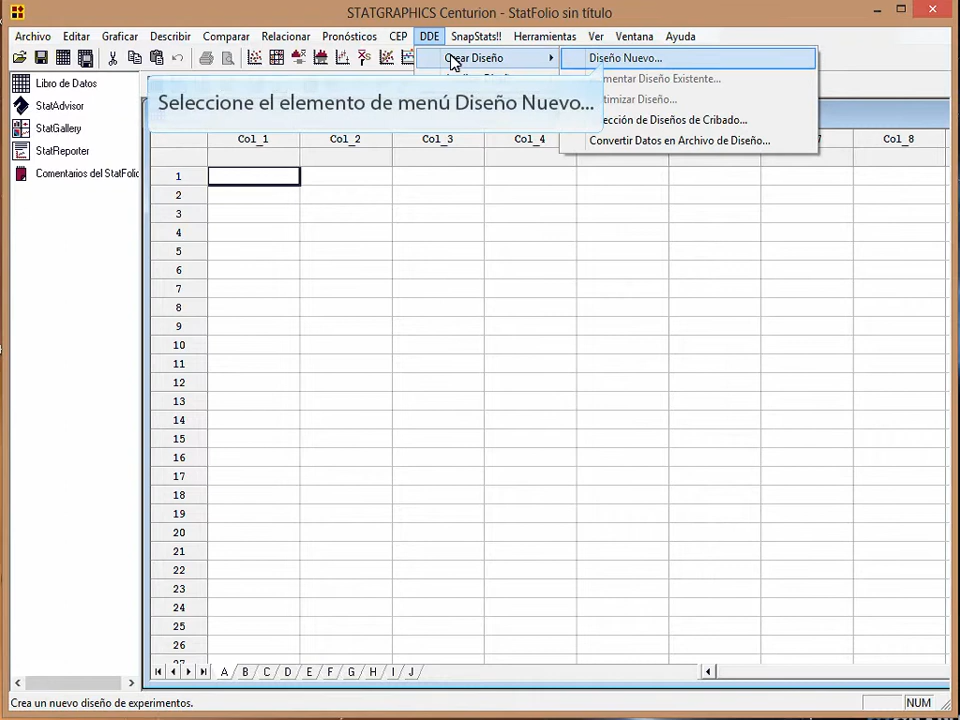 STATGRAPHICS Centurion - StatFolio sin título
Archivo Editar Graficar Describir Comparar Relacionar Pronósticos CEP DDE SnapStats!! Herramientas Ver Ventana Ayuda
Crear Diseño
Diseño Nuevo...
mentar Diseño Existente...
timizar Diseño...
ección de Diseños de Cribado...
Convertir Datos en Archivo de Diseño...
Seleccione el elemento de menú Diseño Nuevo...
Libro de Datos
StatAdvisor
StatGallery
StatReporter
Comentarios del StatFolio
Col_1 Col_2 Col_3 Col_4 Col_8
1
2
3
4
5
6
7
8
9
10
11
12
13
14
15
16
17
18
19
20
21
22
23
24
25
26
27
A B C D E F G H I J
Crea un nuevo diseño de experimentos.
NUM